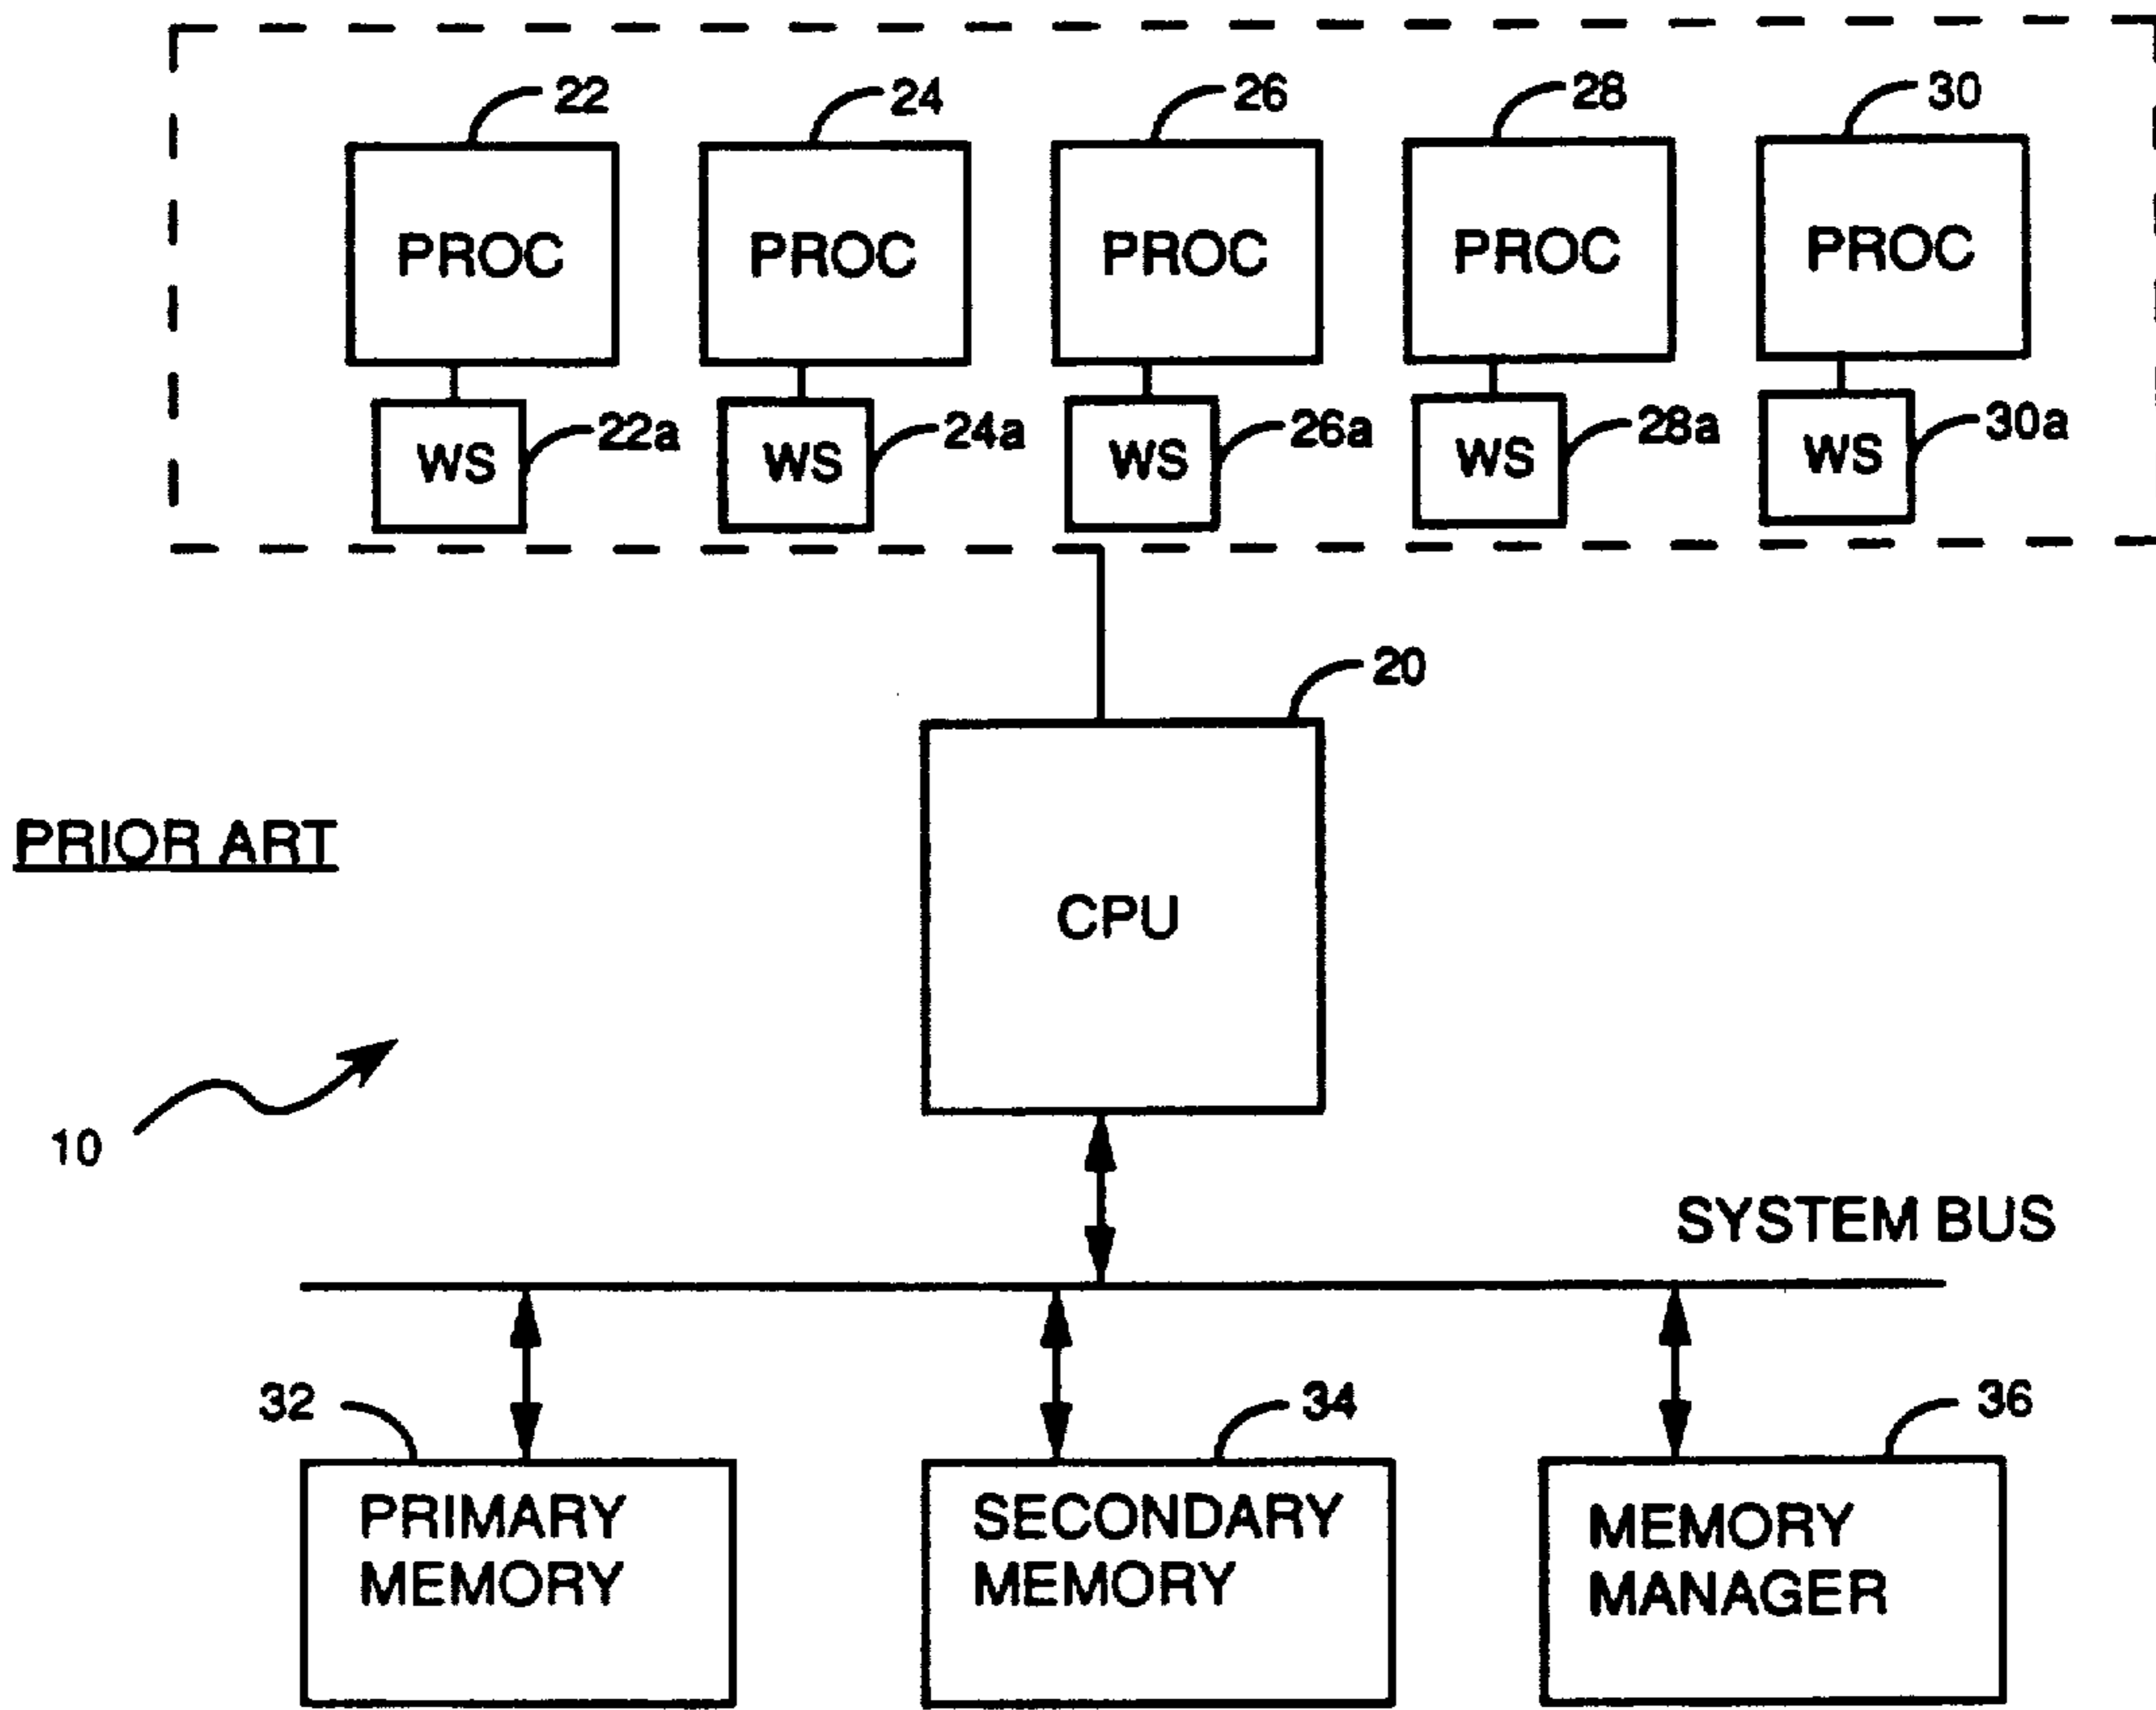 22 24 26 28 30
PROC PROC PROC PROC PROC
WS 22a WS 24a WS 26a WS 28a WS 30a
20
PRIOR ART
CPU
10
SYSTEM BUS
32 34 36
PRIMARY
MEMORY
SECONDARY
MEMORY
MEMORY
MANAGER